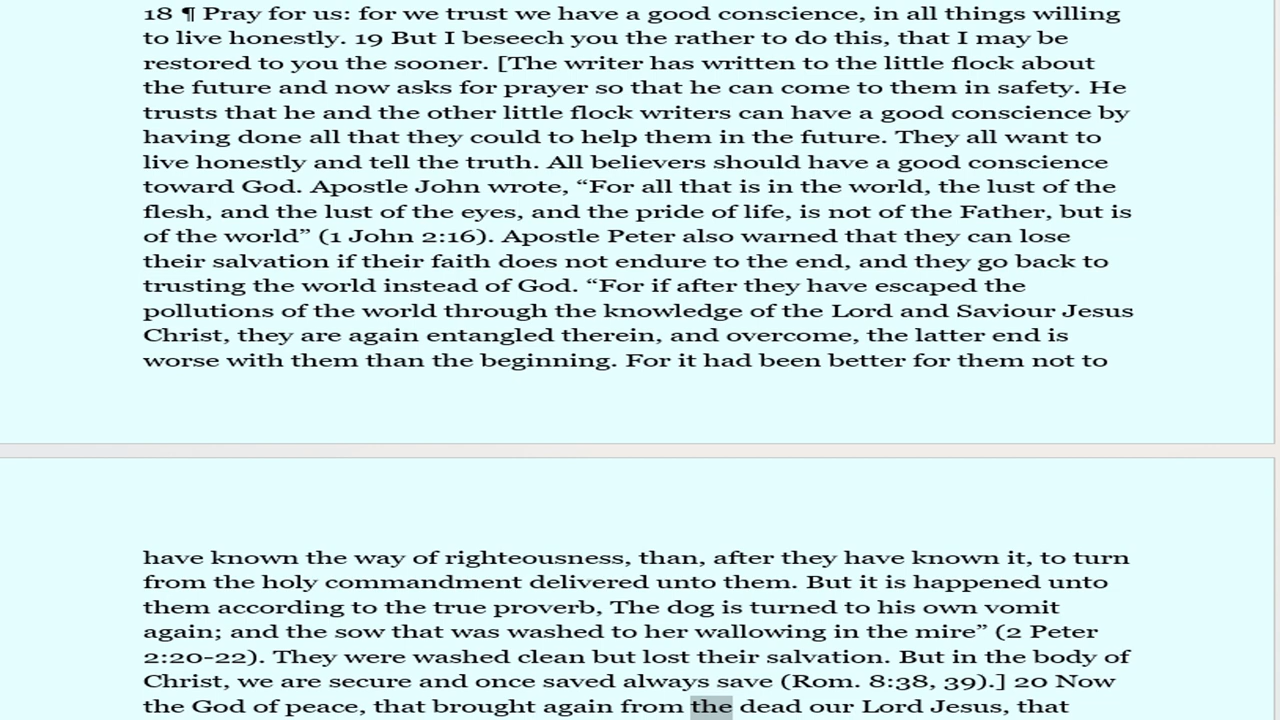 18 ¶ Pray for us: for we trust we have a good conscience, in all things willing
to live honestly. 19 But I beseech you the rather to do this, that I may be
restored to you the sooner. [The writer has written to the little flock about
the future and now asks for prayer so that he can come to them in safety. He
trusts that he and the other little flock writers can have a good conscience by
having done all that they could to help them in the future. They all want to
live honestly and tell the truth. All believers should have a good conscience
toward God. Apostle John wrote, “For all that is in the world, the lust of the
flesh, and the lust of the eyes, and the pride of life, is not of the Father, but is
of the world” (1 John 2:16). Apostle Peter also warned that they can lose
their salvation if their faith does not endure to the end, and they go back to
trusting the world instead of God. “For if after they have escaped the
pollutions of the world through the knowledge of the Lord and Saviour Jesus
Christ, they are again entangled therein, and overcome, the latter end is
worse with them than the beginning. For it had been better for them not to
have known the way of righteousness, than, after they have known it, to turn
from the holy commandment delivered unto them. But it is happened unto
them according to the true proverb, The dog is turned to his own vomit
again; and the sow that was washed to her wallowing in the mire” (2 Peter
2:20-22). They were washed clean but lost their salvation. But in the body of
Christ, we are secure and once saved always save (Rom. 8:38, 39).] 20 Now
the God of peace, that brought again from the dead our Lord Jesus, that